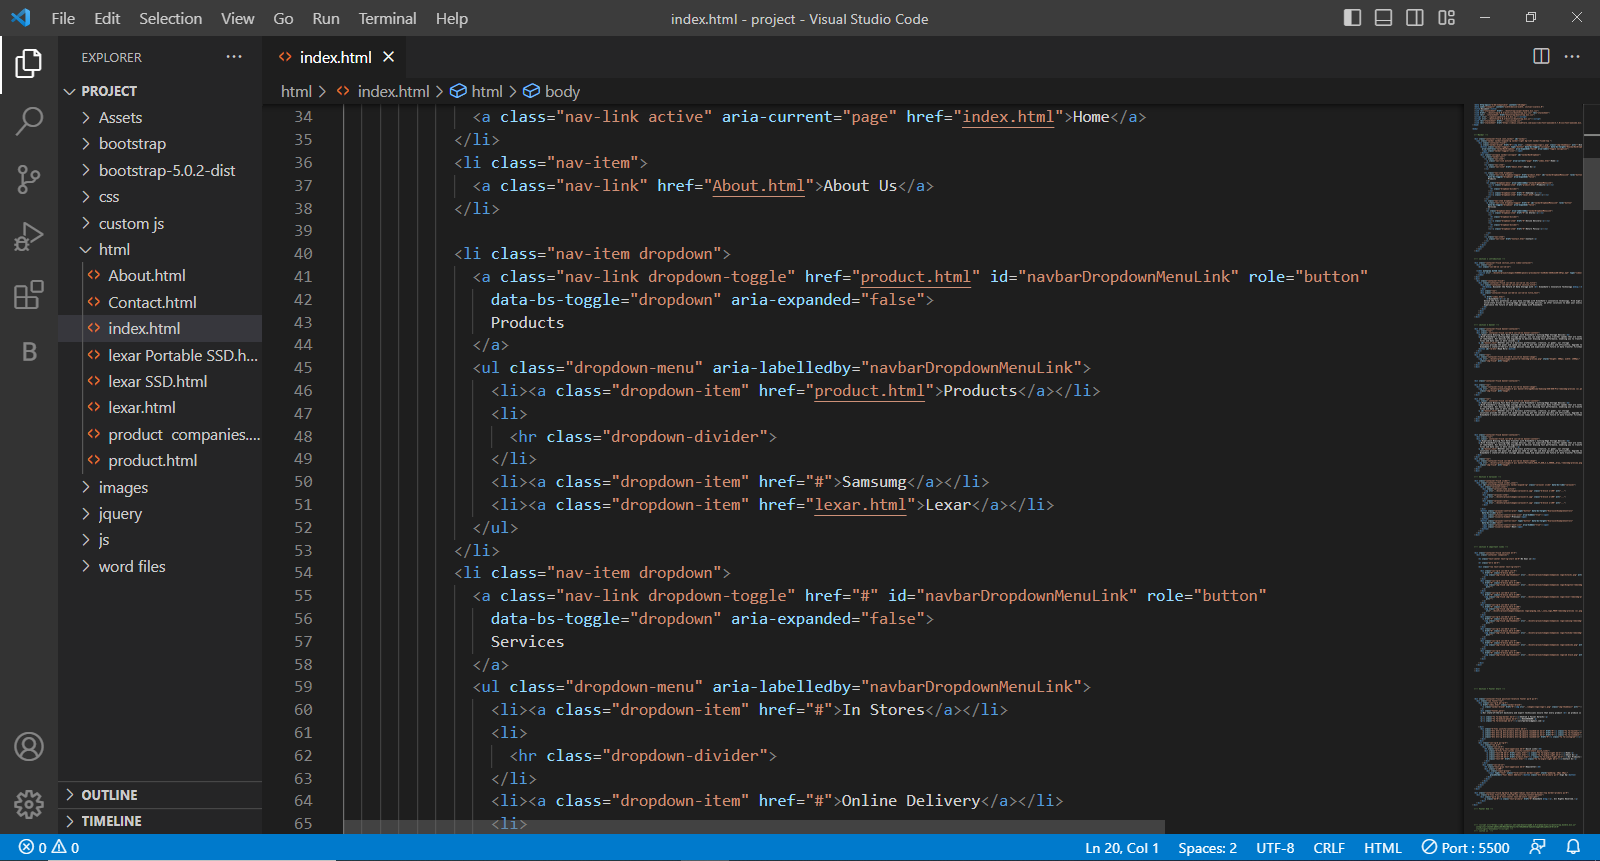 File Edit Selection View Go Run Terminal Help
index.html - project - Visual Studio Code
EXPLORER
PROJECT
Assets
bootstrap
bootstrap-5.0.2-dist
css
custom js
html
About.html
Contact.html
index.html
lexar Portable SSD.h...
lexar SSD.html
lexar.html
product companies....
product.html
images
jquery
js
word files
OUTLINE
TIMELINE
B
index.html
html > index.html > html > body
34 <a class="nav-link active" aria-current="page" href="index.html">Home</a>
35 </li>
36 <li class="nav-item">
37 <a class="nav-link" href="About.html">About Us</a>
38 </li>
39
40 <li class="nav-item dropdown">
41 <a class="nav-link dropdown-toggle" href="product.html" id="navbarDropdownMenuLink" role="button"
42 data-bs-toggle="dropdown" aria-expanded="false">
43 Products
44 </a>
45 <ul class="dropdown-menu" aria-labelledby="navbarDropdownMenuLink">
46 <li><a class="dropdown-item" href="product.html">Products</a></li>
47 <li>
48 <hr class="dropdown-divider">
49 </li>
50 <li><a class="dropdown-item" href="#">Samsumg</a></li>
51 <li><a class="dropdown-item" href="lexar.html">Lexar</a></li>
52 </ul>
53 </li>
54 <li class="nav-item dropdown">
55 <a class="nav-link dropdown-toggle" href="#" id="navbarDropdownMenuLink" role="button"
56 data-bs-toggle="dropdown" aria-expanded="false">
57 Services
58 </a>
59 <ul class="dropdown-menu" aria-labelledby="navbarDropdownMenuLink">
60 <li><a class="dropdown-item" href="#">In Stores</a></li>
61 <li>
62 <hr class="dropdown-divider">
63 </li>
64 <li><a class="dropdown-item" href="#">Online Delivery</a></li>
65 <li>
0 0
Ln 20, Col 1 Spaces: 2 UTF-8 CRLF HTML Port : 5500